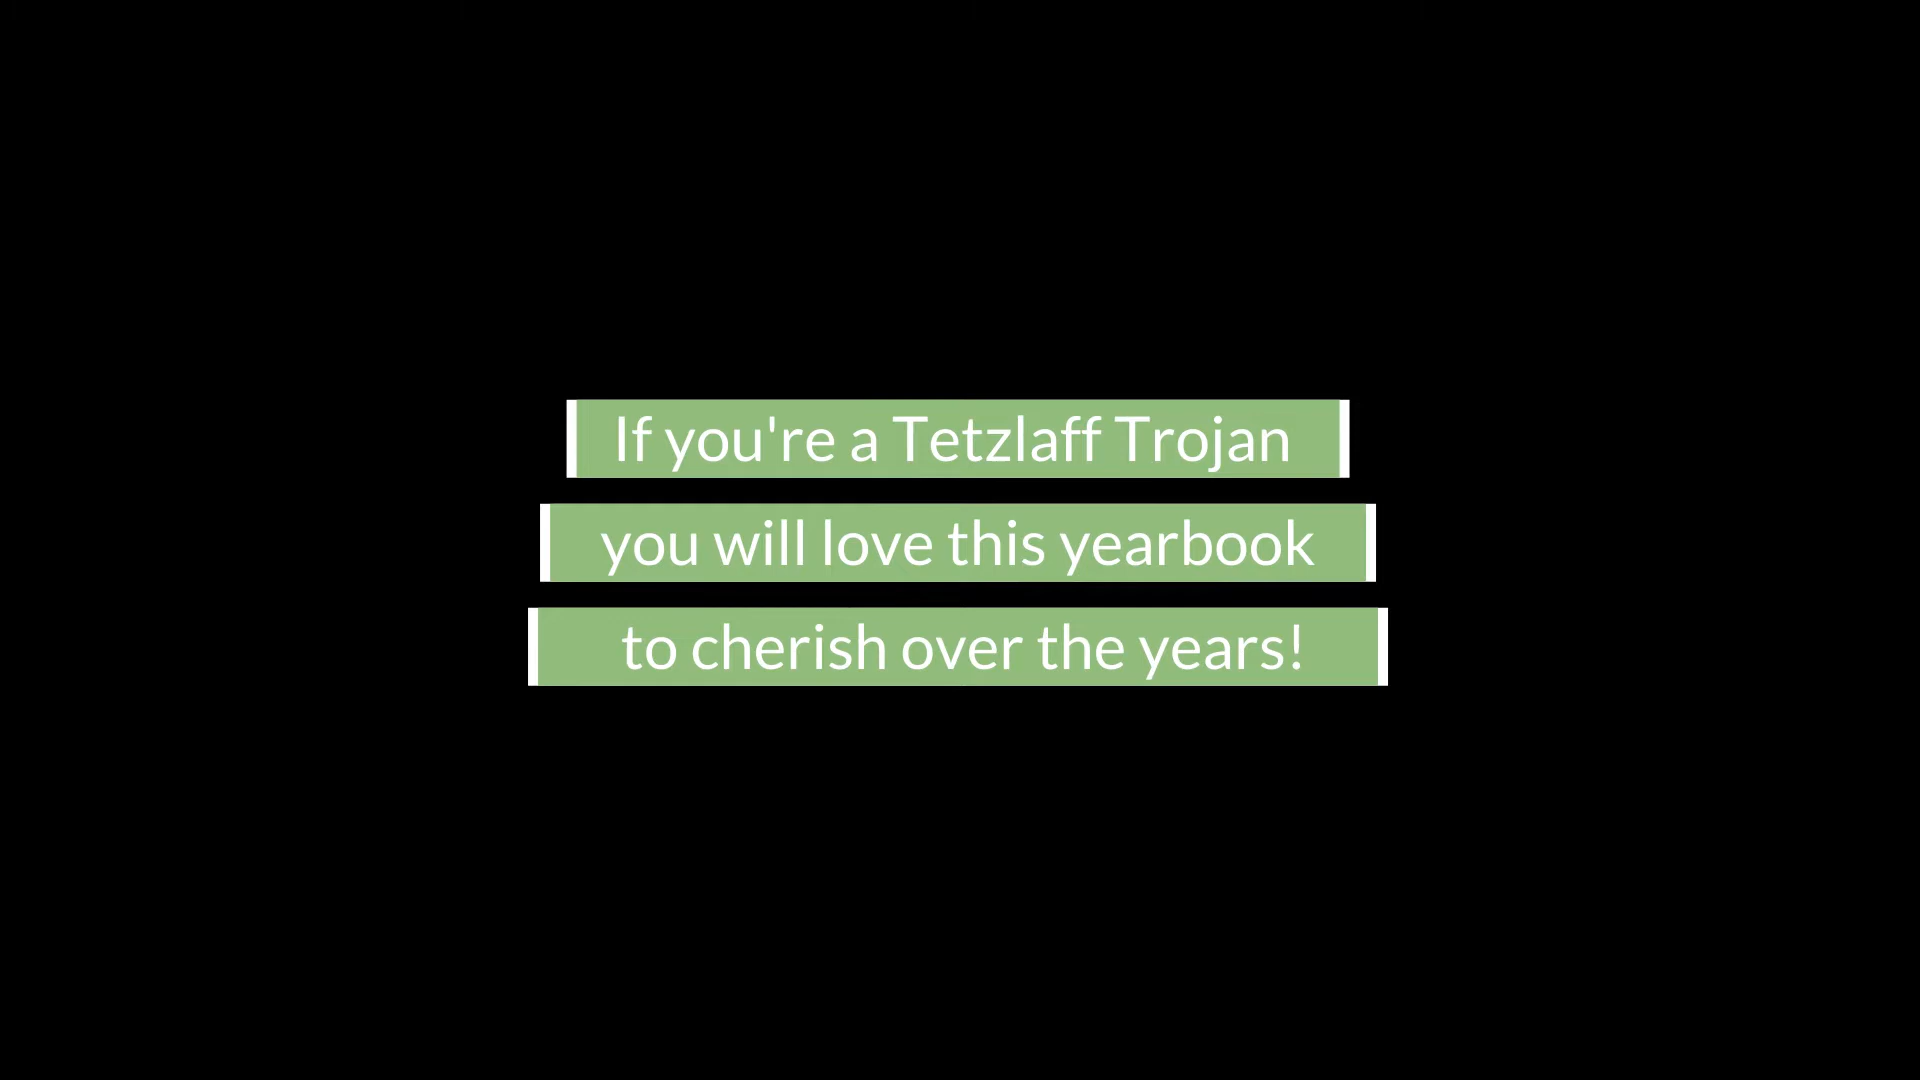 If you're a Tetzlaff Trojan
you will love this yearbook
to cherish over the years!